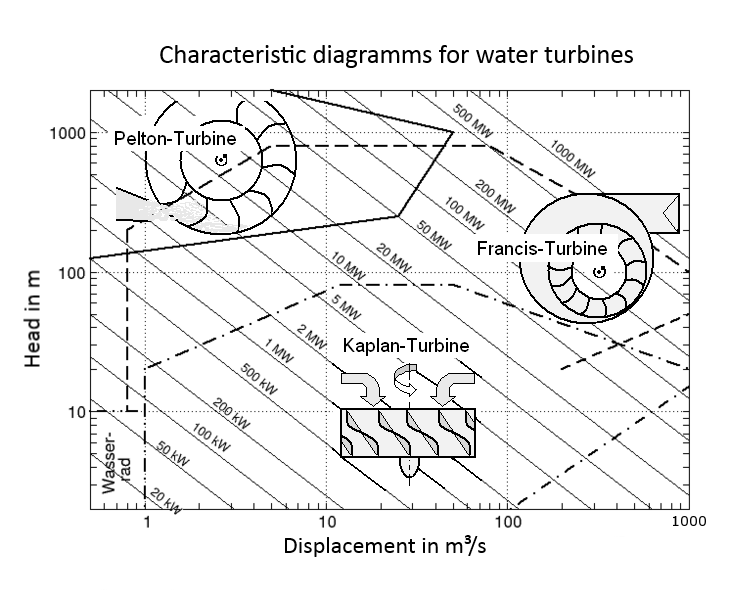 Characteristic diagramms for water turbines
1000
100
10
Head in m
1
10
100
1000
Displacement in m³/s
Pelton-Turbine
Francis-Turbine
Kaplan-Turbine
Wasser-
rad
1000 MW
500 MW
200 MW
100 MW
50 MW
20 MW
10 MW
5 MW
2 MW
1 MW
500 kW
200 kW
100 kW
50 kW
20 kW